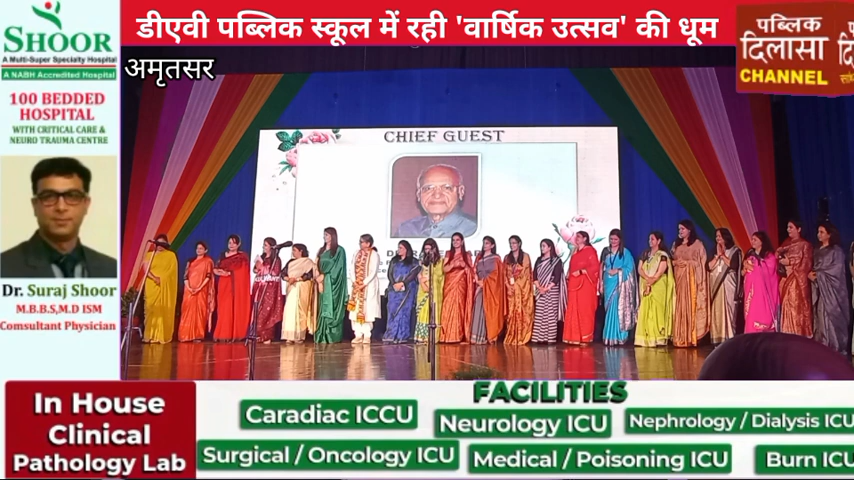 SHOOR
A Multi-Super Specialty Hospital
A NABH Accredited Hospital
100 BEDDED
HOSPITAL
WITH CRITICAL CARE &
NEURO TRAUMA CENTRE
Dr. Suraj Shoor
M.B.B.S,M.D ISM
Comsultant Physician
डीएवी पब्लिक स्कूल में रही 'वार्षिक उत्सव' की धूम
अमृतसर
पब्लिक
दिलासा
CHANNEL
CHIEF GUEST
In House
Clinical
Pathology Lab
FACILITIES
Caradiac ICCU
Neurology ICU
Nephrology / Dialysis ICU
Surgical / Oncology ICU
Medical / Poisoning ICU
Burn ICU